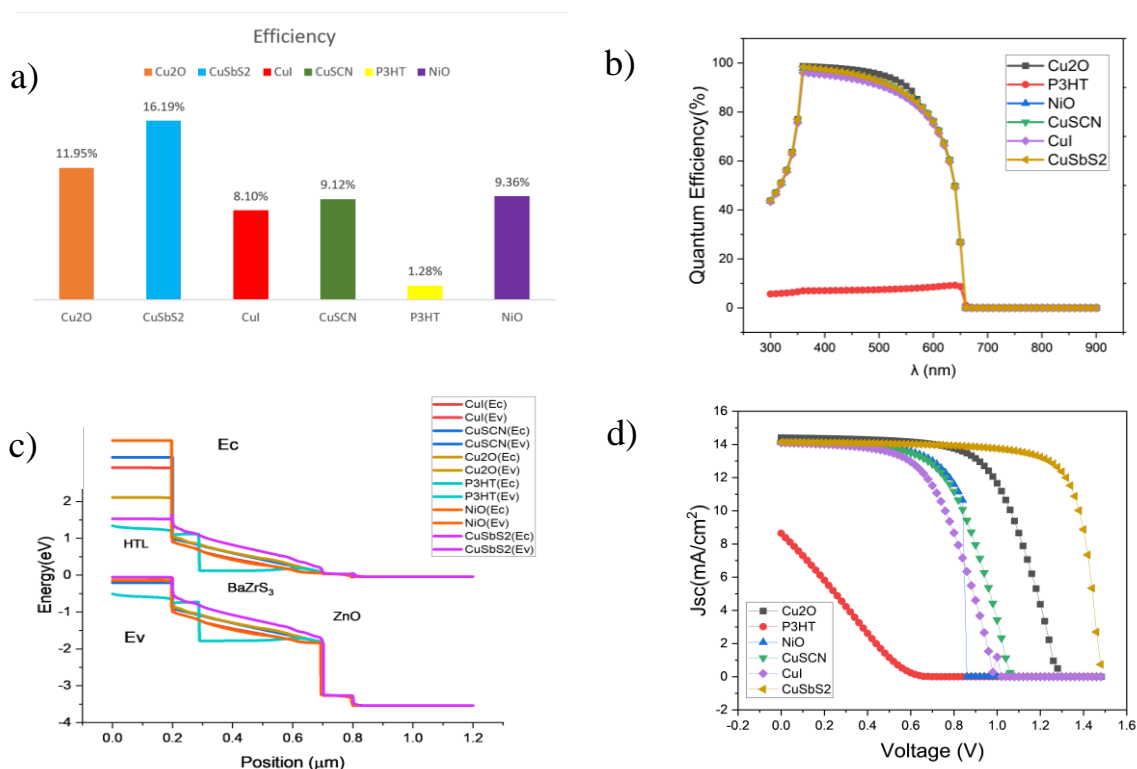 a)
Efficiency
Cu2O CuSbS2 CuI CuSCN P3HT NiO
11.95%
16.19%
8.10%
9.12%
1.28%
9.36%
Cu2O CuSbS2 CuI CuSCN P3HT NiO
b)
Quantum Efficiency(%)
100
80
60
40
20
0
300 400 500 600 700 800 900
λ (nm)
Cu2O
P3HT
NiO
CuSCN
CuI
CuSbS2
c)
Energy(eV)
2
1
0
-1
-2
-3
-4
0.0 0.2 0.4 0.6 0.8 1.0 1.2
Position (μm)
Ec
HTL
BaZrS3
ZnO
Ev
CuI(Ec)
CuI(Ev)
CuSCN(Ec)
CuSCN(Ev)
Cu2O(Ec)
Cu2O(Ev)
P3HT(Ec)
P3HT(Ev)
NiO(Ec)
NiO(Ev)
CuSbS2(Ec)
CuSbS2(Ev)
d)
Jsc(mA/cm2)
16
14
12
10
8
6
4
2
0
-2
-0.2 0.0 0.2 0.4 0.6 0.8 1.0 1.2 1.4 1.6
Voltage (V)
Cu2O
P3HT
NiO
CuSCN
CuI
CuSbS2